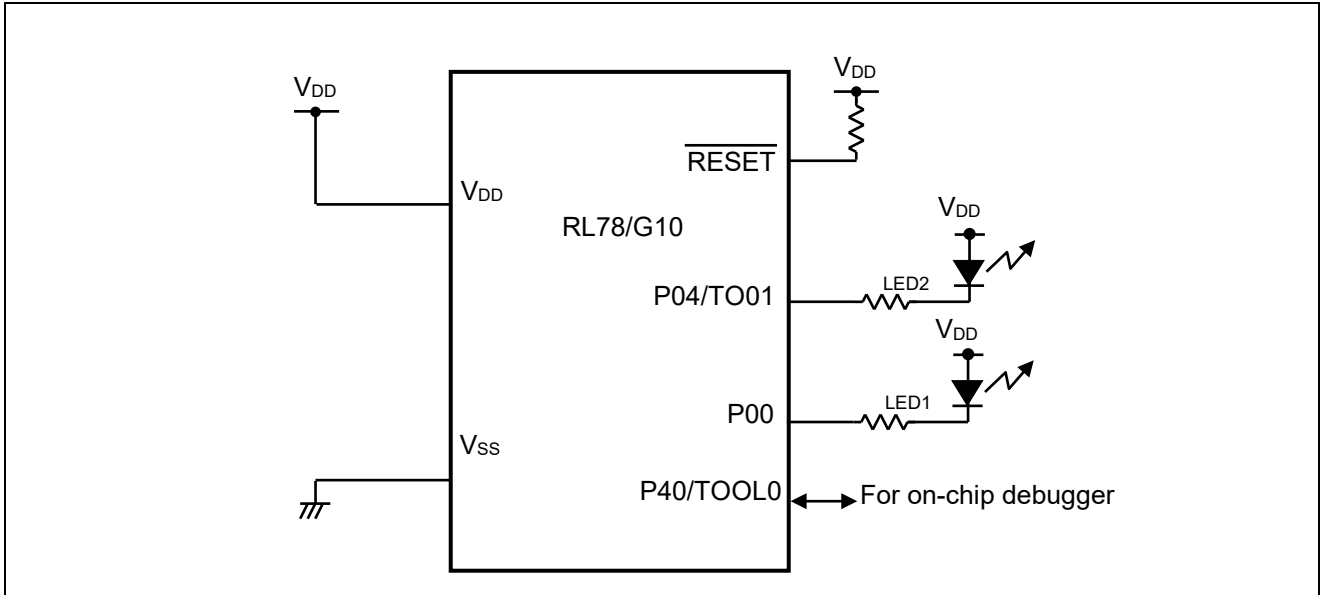 VDD
VDD
RESET
VDD
RL78/G10
VDD
P04/TO01
LED2
VDD
P00
LED1
VSS
P40/TOOL0
For on-chip debugger